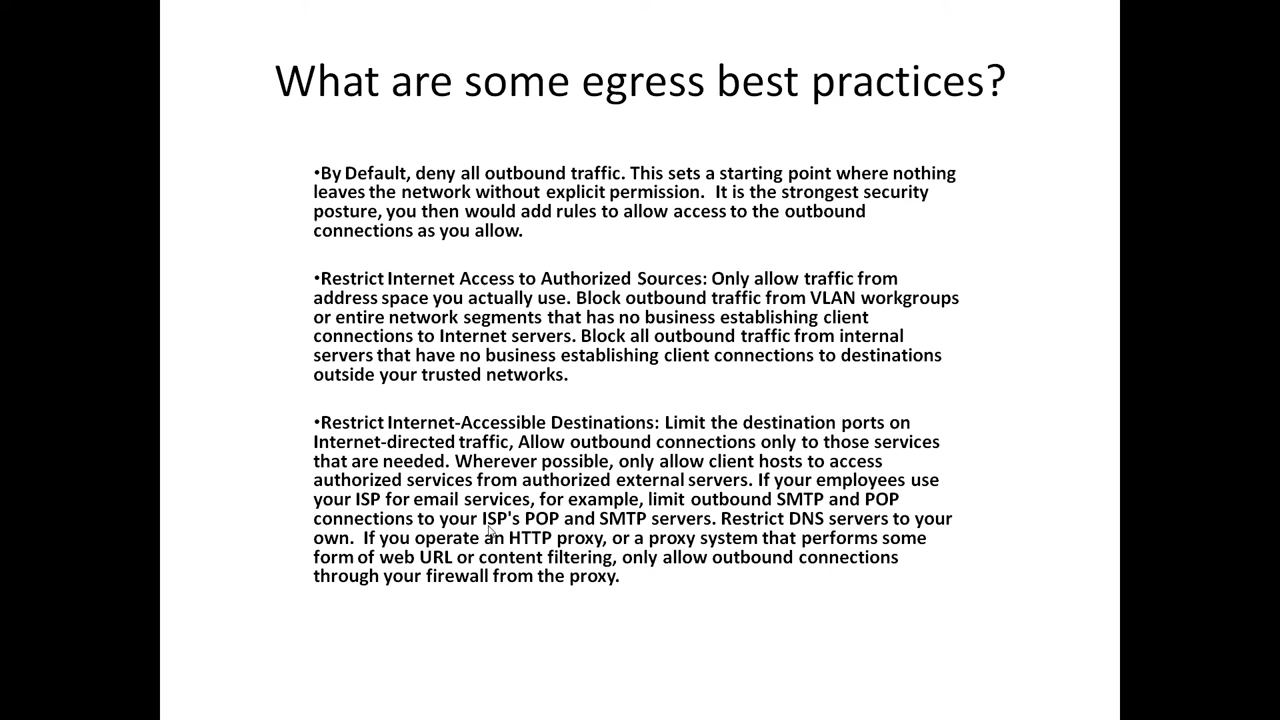 What are some egress best practices?
•By Default, deny all outbound traffic. This sets a starting point where nothing
leaves the network without explicit permission.  It is the strongest security
posture, you then would add rules to allow access to the outbound
connections as you allow.
•Restrict Internet Access to Authorized Sources: Only allow traffic from
address space you actually use. Block outbound traffic from VLAN workgroups
or entire network segments that has no business establishing client
connections to Internet servers. Block all outbound traffic from internal
servers that have no business establishing client connections to destinations
outside your trusted networks.
•Restrict Internet-Accessible Destinations: Limit the destination ports on
Internet-directed traffic, Allow outbound connections only to those services
that are needed. Wherever possible, only allow client hosts to access
authorized services from authorized external servers. If your employees use
your ISP for email services, for example, limit outbound SMTP and POP
connections to your ISP's POP and SMTP servers. Restrict DNS servers to your
own.  If you operate an HTTP proxy, or a proxy system that performs some
form of web URL or content filtering, only allow outbound connections
through your firewall from the proxy.